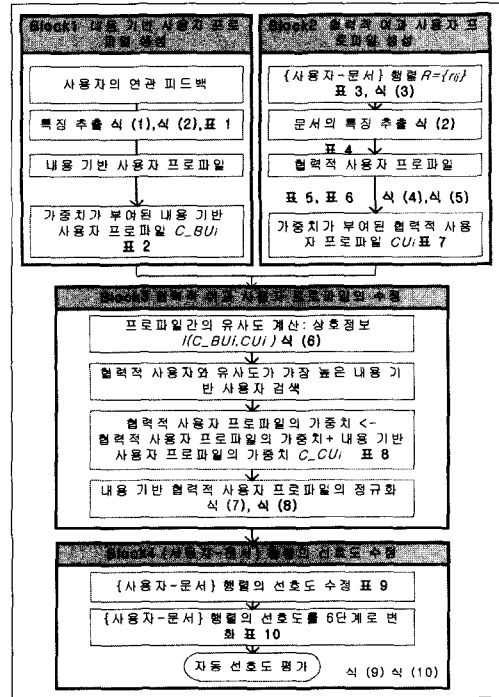 Block1 내용 기반 사용자 프로
파일 생성
사용자의 연관 피드백
특징 추출 식 (1),식 (2),표 1
내용 기반 사용자 프로파일
가중치가 부여된 내용 기반
사용자 프로파일 C_BUi
표 2
Block2 협력적 여과 사용자 프
로파일 생성
{사용자-문서} 행렬 R={rij}
표 3, 식 (3)
문서의 특징 추출 식 (2)
표 4
협력적 사용자 프로파일
표 5, 표 6 식 (4),식 (5)
가중치가 부여된 협력적 사용
자 프로파일 CUi 표 7
Block3 협력적 여과 사용자 프로파일의 수정
프로파일간의 유사도 계산: 상호정보
I(C_BUi,CUi) 식 (6)
협력적 사용자와 유사도가 가장 높은 내용 기
반 사용자 검색
협력적 사용자 프로파일의 가중치 <-
협력적 사용자 프로파일의 가중치+ 내용 기반
사용자 프로파일의 가중치 C_CUi 표 8
내용 기반 협력적 사용자 프로파일의 정규화
식 (7), 식 (8)
Block4 {사용자-문서} 행렬의 선호도 수정
{사용자-문서} 행렬의 선호도 수정 표 9
{사용자-문서} 행렬의 선호도를 6단계로 변
화 표 10
자동 선호도 평가
식 (9) 식 (10)